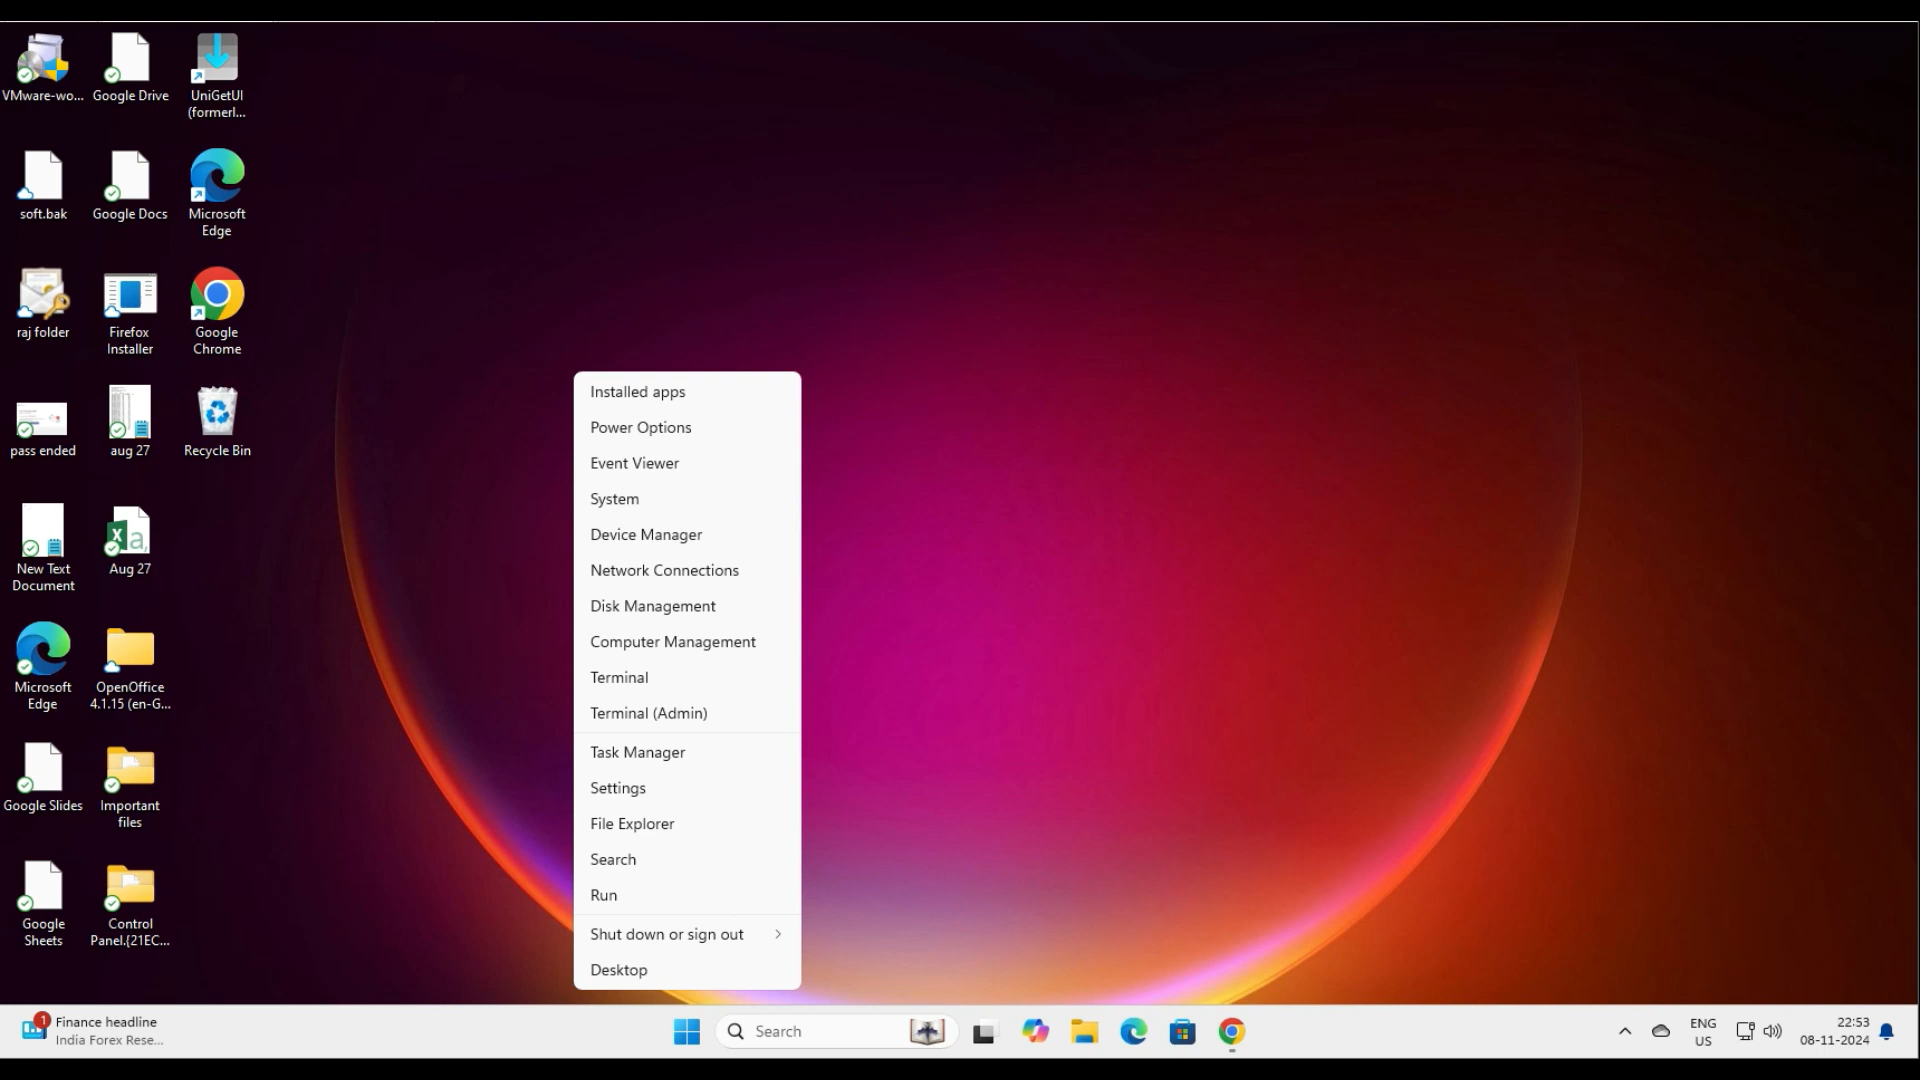 VMware-wo...
Google Drive
UniGetUI
(formerl...
soft.bak
Google Docs
Microsoft
Edge
raj folder
Firefox
Installer
Google
Chrome
pass ended
aug 27
Recycle Bin
New Text
Document
Aug 27
Microsoft
Edge
OpenOffice
4.1.15 (en-G...
Google Slides
Important
files
Google
Sheets
Control
Panel.{21EC...
Installed apps
Power Options
Event Viewer
System
Device Manager
Network Connections
Disk Management
Computer Management
Terminal
Terminal (Admin)
Task Manager
Settings
File Explorer
Search
Run
Shut down or sign out
Desktop
1
Finance headline
India Forex Rese...
Search
ENG
US
22:53
08-11-2024